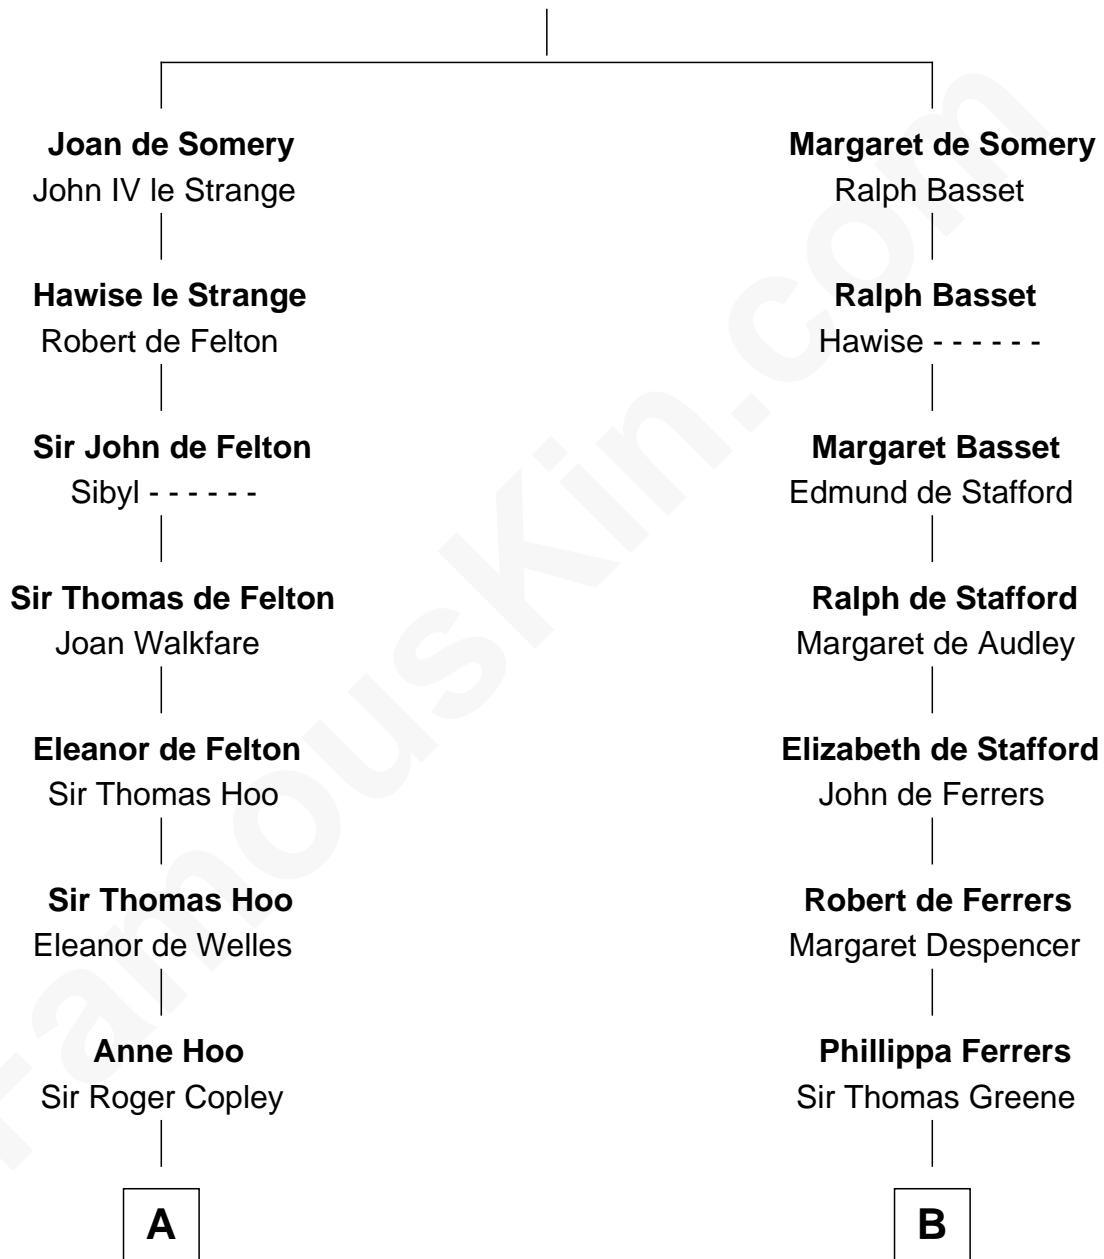 Joan de Somery
John IV le Strange
Hawise le Strange
Robert de Felton
Sir John de Felton
Sibyl - - - - - -
Sir Thomas de Felton
Joan Walkfare
Eleanor de Felton
Sir Thomas Hoo
Sir Thomas Hoo
Eleanor de Welles
Anne Hoo
Sir Roger Copley
A
Margaret de Somery
Ralph Basset
Ralph Basset
Hawise - - - - - -
Margaret Basset
Edmund de Stafford
Ralph de Stafford
Margaret de Audley
Elizabeth de Stafford
John de Ferrers
Robert de Ferrers
Margaret Despencer
Phillippa Ferrers
Sir Thomas Greene
B
FamousKin.com